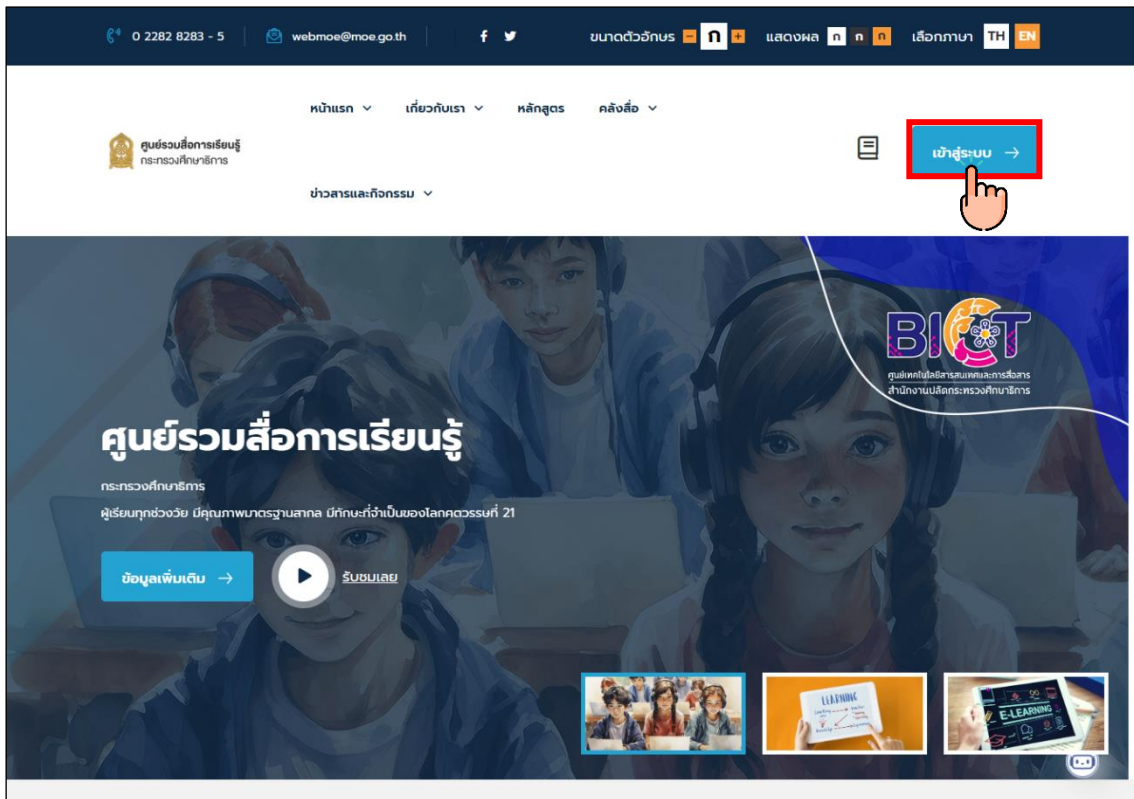 0 2282 8283 - 5
webmoe@moe.go.th
ขนาดตัวอักษร - ก +
แสดงผล ก ก ก
เลือกภาษา TH EN
หน้าแรก
เกี่ยวกับเรา
หลักสูตร
คลังสื่อ
ศูนย์รวมสื่อการเรียนรู้
กระทรวงศึกษาธิการ
เข้าสู่ระบบ →
ข่าวสารและกิจกรรม
BICT
ศูนย์เทคโนโลยีสารสนเทศและการสื่อสาร
สำนักงานปลัดกระทรวงศึกษาธิการ
ศูนย์รวมสื่อการเรียนรู้
กระทรวงศึกษาธิการ
ผู้เรียนทุกช่วงวัย มีคุณภาพมาตรฐานสากล มีทักษะที่จำเป็นของโลกศตวรรษที่ 21
ข้อมูลเพิ่มเติม →
รับชมเลย
LEARNING
E-LEARNING